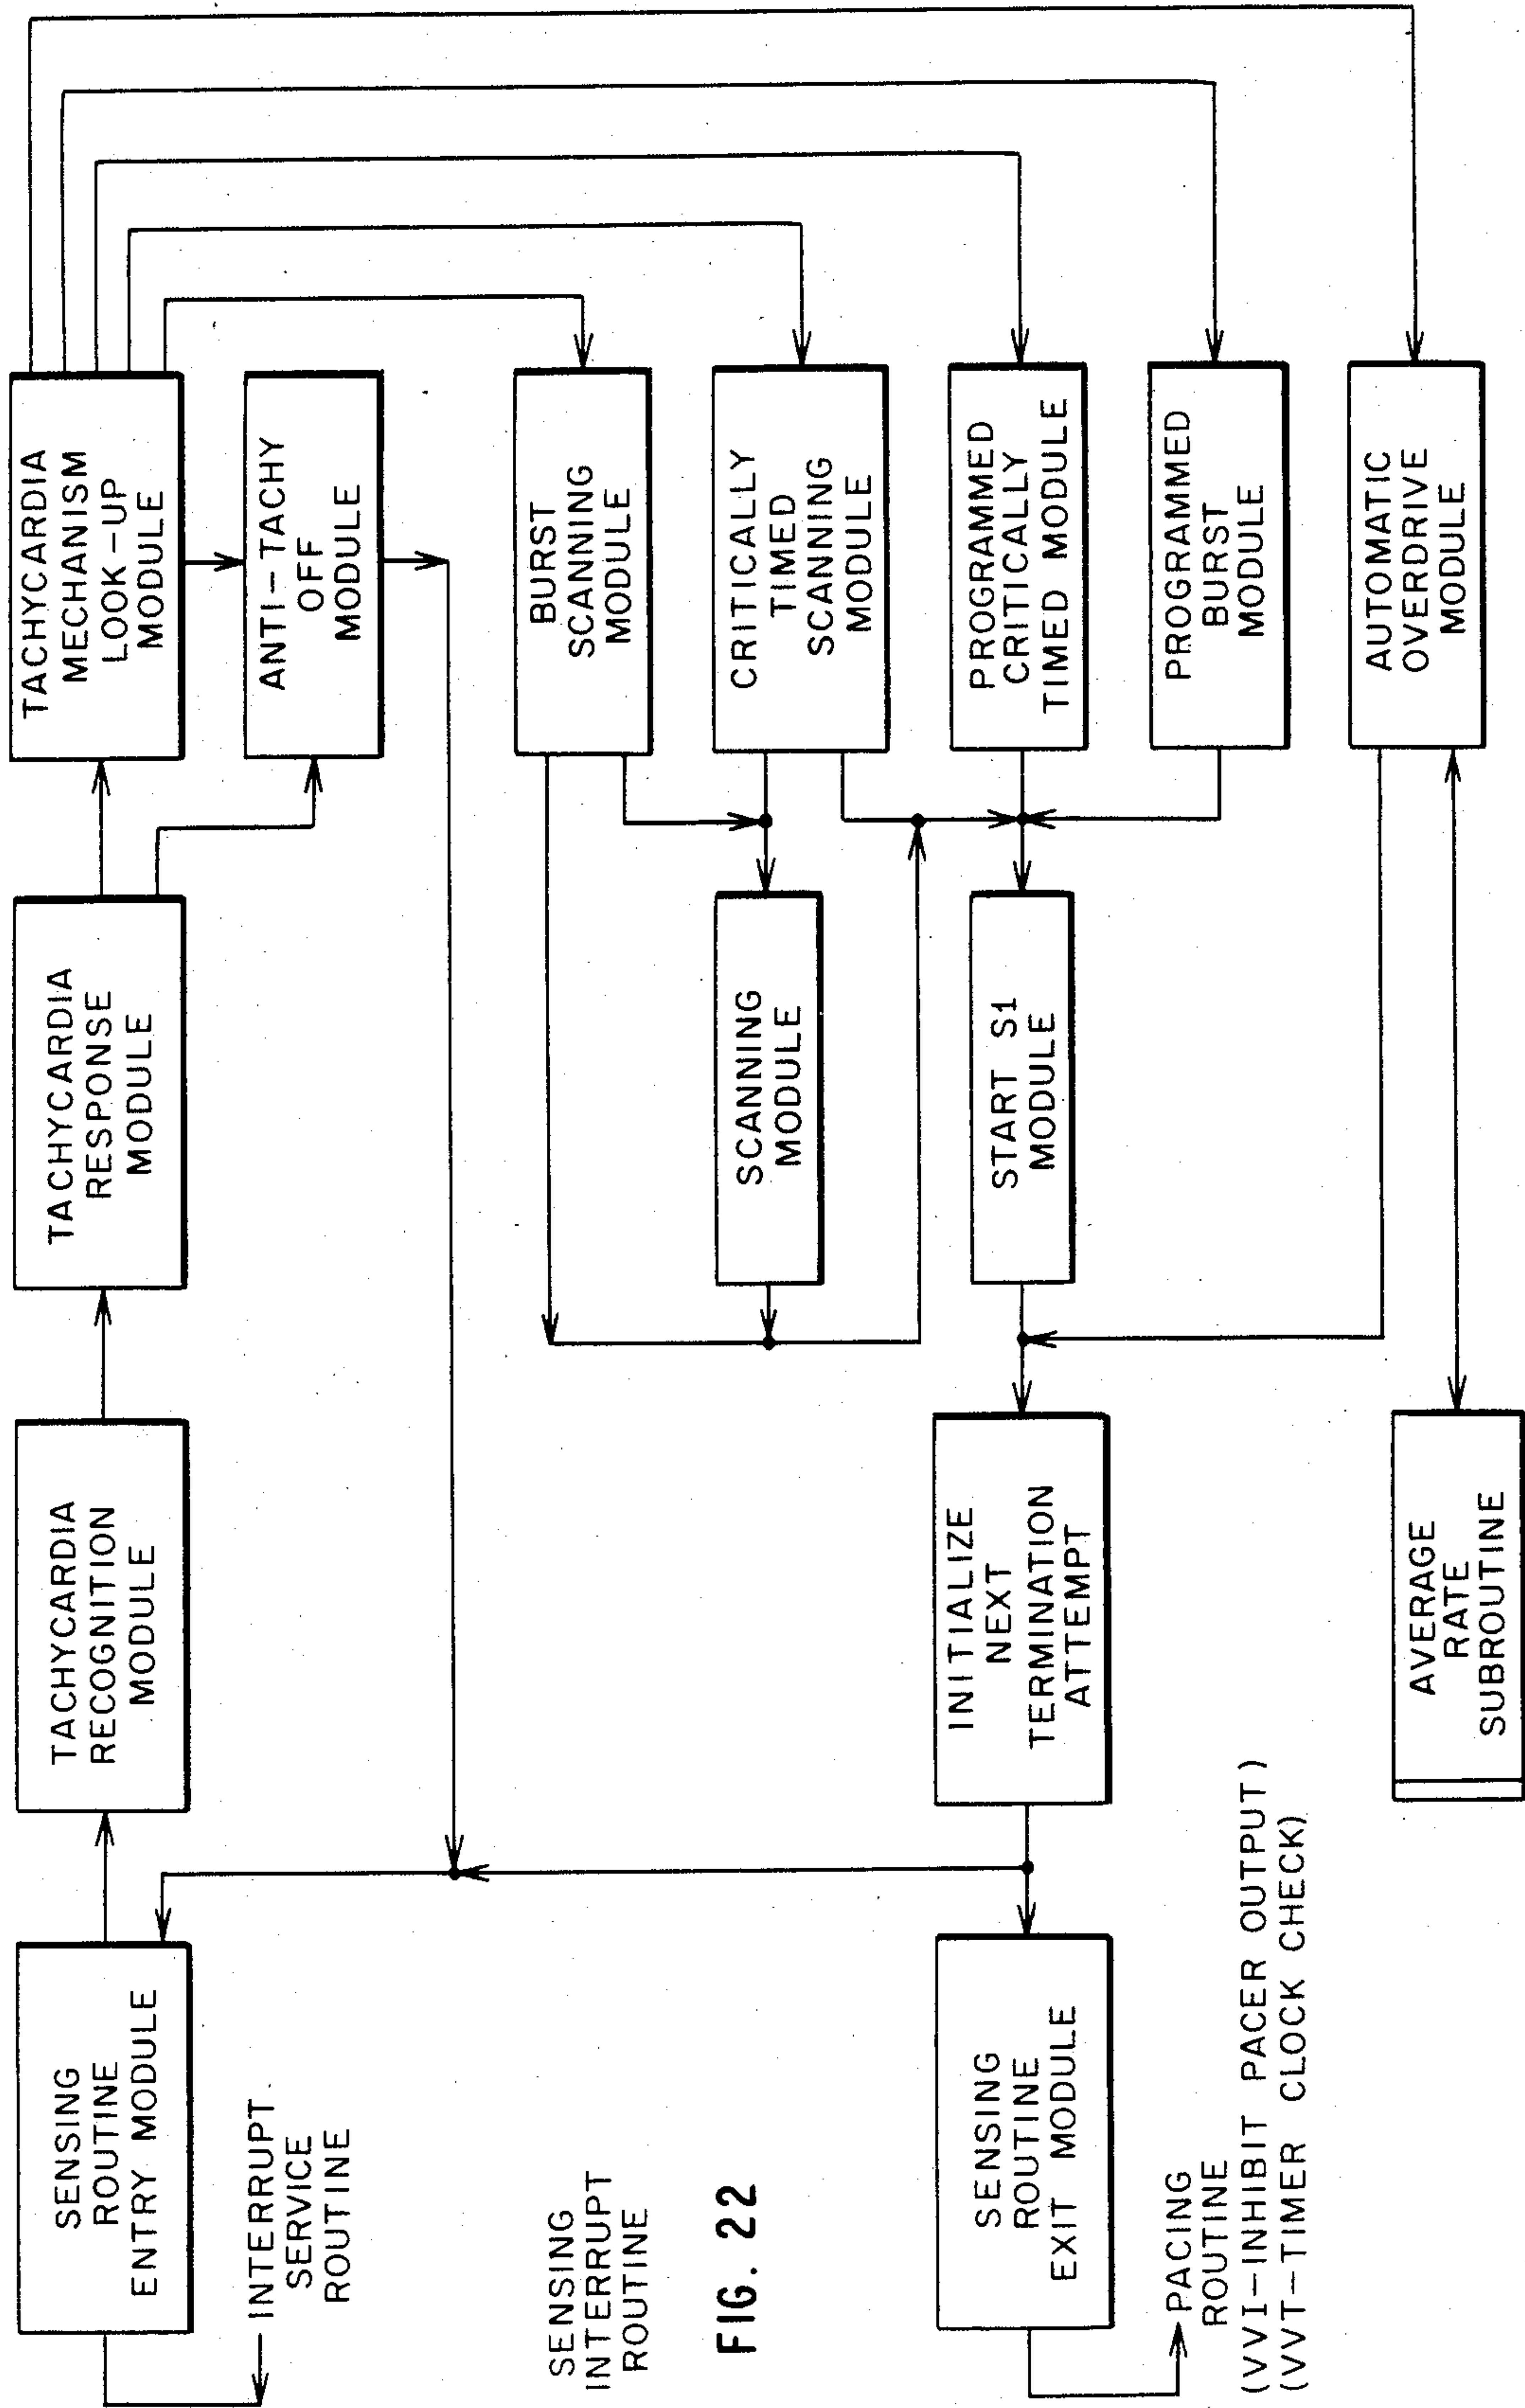 SENSING
ROUTINE
ENTRY MODULE
INTERRUPT
SERVICE
ROUTINE
TACHYCARDIA
RECOGNITION
MODULE
TACHYCARDIA
RESPONSE
MODULE
TACHYCARDIA
MECHANISM
LOOK-UP
MODULE
ANTI-TACHY
OFF
MODULE
BURST
SCANNING
MODULE
CRITICALLY
TIMED
SCANNING
MODULE
SCANNING
MODULE
PROGRAMMED
CRITICALLY
TIMED MODULE
START S1
MODULE
PROGRAMMED
BURST
MODULE
AUTOMATIC
OVERDRIVE
MODULE
INITIALIZE
NEXT
TERMINATION
ATTEMPT
AVERAGE
RATE
SUBROUTINE
SENSING
ROUTINE
EXIT MODULE
PACING
ROUTINE
(VVI-INHIBIT PACER OUTPUT)
(VVT-TIMER CLOCK CHECK)
SENSING
INTERRUPT
ROUTINE
FIG. 22